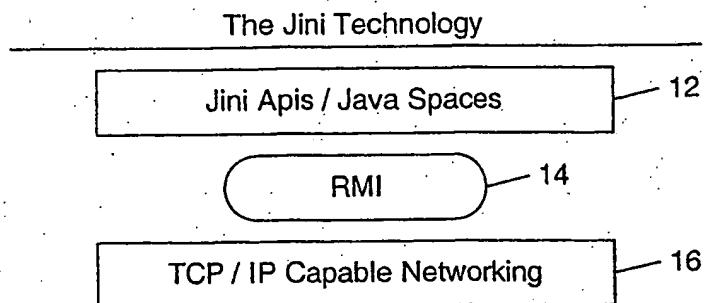 The Jini Technology
Jini Apis / Java Spaces
12
RMI
14
TCP / IP Capable Networking
16